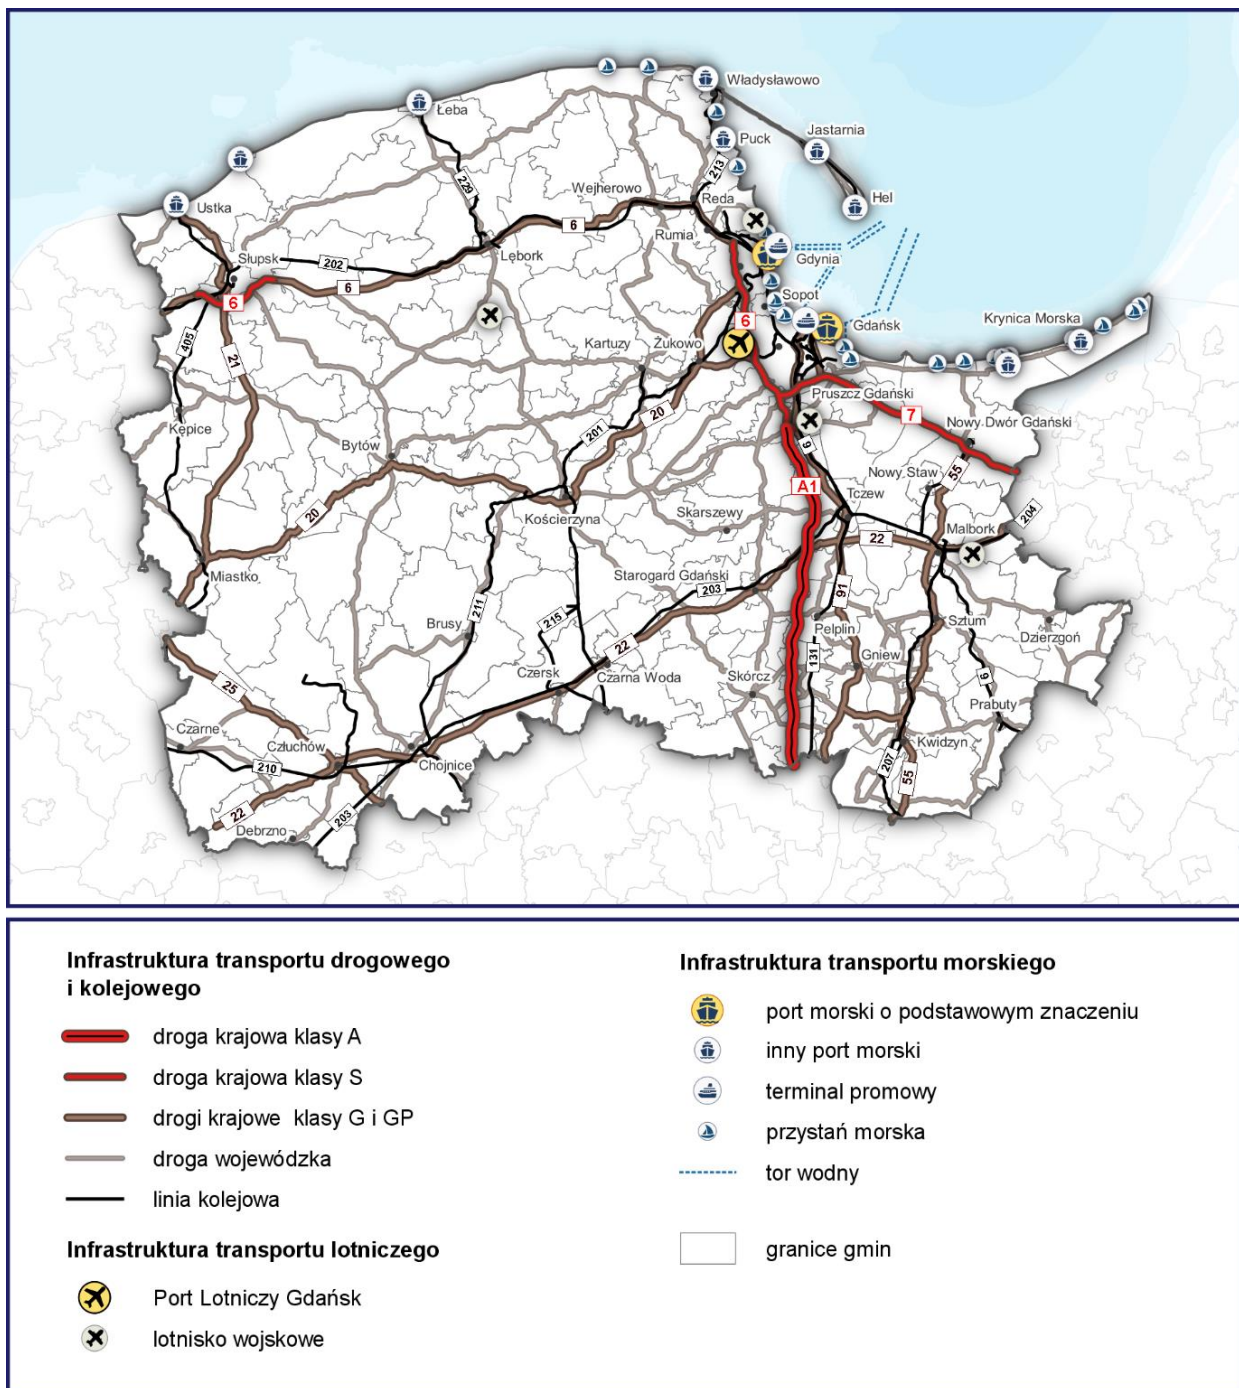 Władysławowo
Łeba
Jastarnia
Puck
213
229
Wejherowo
Reda
Hel
Ustka
6
Rumia
Słupsk
202
Lębork
Gdynia
6
6
Sopot
6
Krynica Morska
405
Gdańsk
21
Kartuzy
Żukowo
Pruszcz Gdański
7
20
Kępice
201
Nowy Dwór Gdański
Bytów
9
55
Nowy Staw
A1
Tczew
20
Kościerzyna
Skarszewy
204
Malbork
22
Miastko
Starogard Gdański
203
91
211
215
Brusy
Pelplin
Sztum
Dzierzgoń
22
131
Gniew
25
Czersk
Czarna Woda
Skórcz
9
Prabuty
Czarne
Człuchów
Kwidzyn
210
Chojnice
207
55
22
203
Debrzno
Infrastruktura transportu drogowego
i kolejowego
droga krajowa klasy A
droga krajowa klasy S
drogi krajowe klasy G i GP
droga wojewódzka
linia kolejowa
Infrastruktura transportu lotniczego
Port Lotniczy Gdańsk
lotnisko wojskowe
Infrastruktura transportu morskiego
port morski o podstawowym znaczeniu
inny port morski
terminal promowy
przystań morska
tor wodny
granice gmin